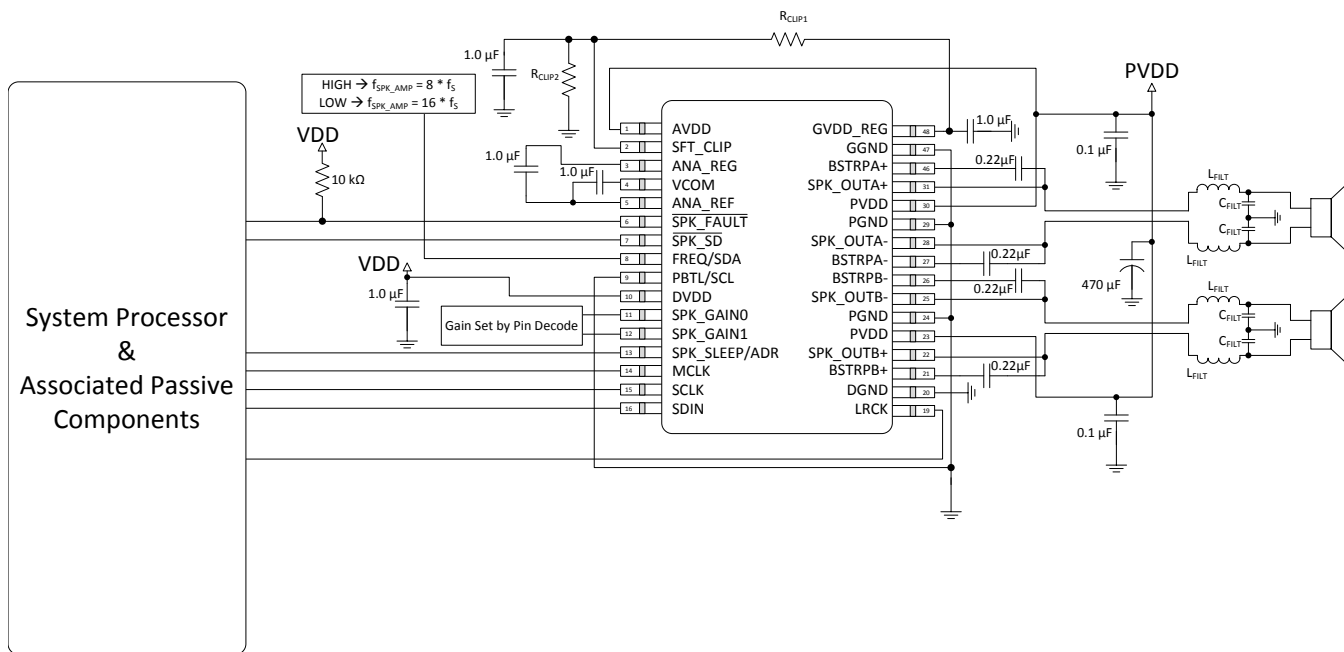 System Processor
&
Associated Passive
Components
HIGH → fSPK_AMP = 8 * fS
LOW → fSPK_AMP = 16 * fS
VDD
10 kΩ
VDD
1.0 µF
Gain Set by Pin Decode
1.0 µF
RCLIP2
RCLIP1
1.0 µF
1.0 µF
1 AVDD
2 SFT_CLIP
3 ANA_REG
4 VCOM
5 ANA_REF
6 SPK_FAULT
7 SPK_SD
8 FREQ/SDA
9 PBTL/SCL
10 DVDD
11 SPK_GAIN0
12 SPK_GAIN1
13 SPK_SLEEP/ADR
14 MCLK
15 SCLK
16 SDIN
GVDD_REG 48
GGND 47
BSTRPA+ 46
SPK_OUTA+ 31
PVDD 30
PGND 29
SPK_OUTA- 28
BSTRPA- 27
BSTRPB- 26
SPK_OUTB- 25
PGND 24
PVDD 23
SPK_OUTB+ 22
BSTRPB+ 21
DGND 20
LRCK 19
1.0 µF
0.22µF
0.22µF
0.22µF
0.22µF
PVDD
0.1 µF
470 µF
0.1 µF
LFILT
CFILT
CFILT
LFILT
LFILT
CFILT
CFILT
LFILT